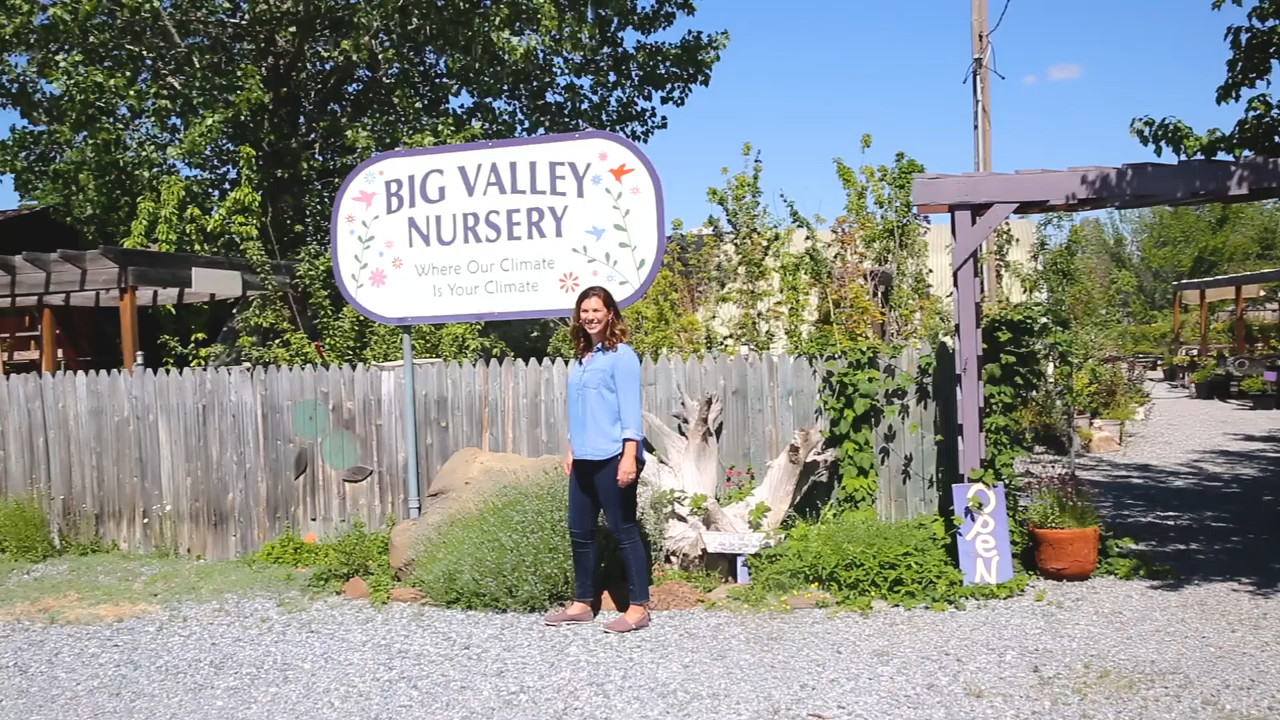 BIG VALLEY
NURSERY
Where Our Climate
Is Your Climate
OPEN